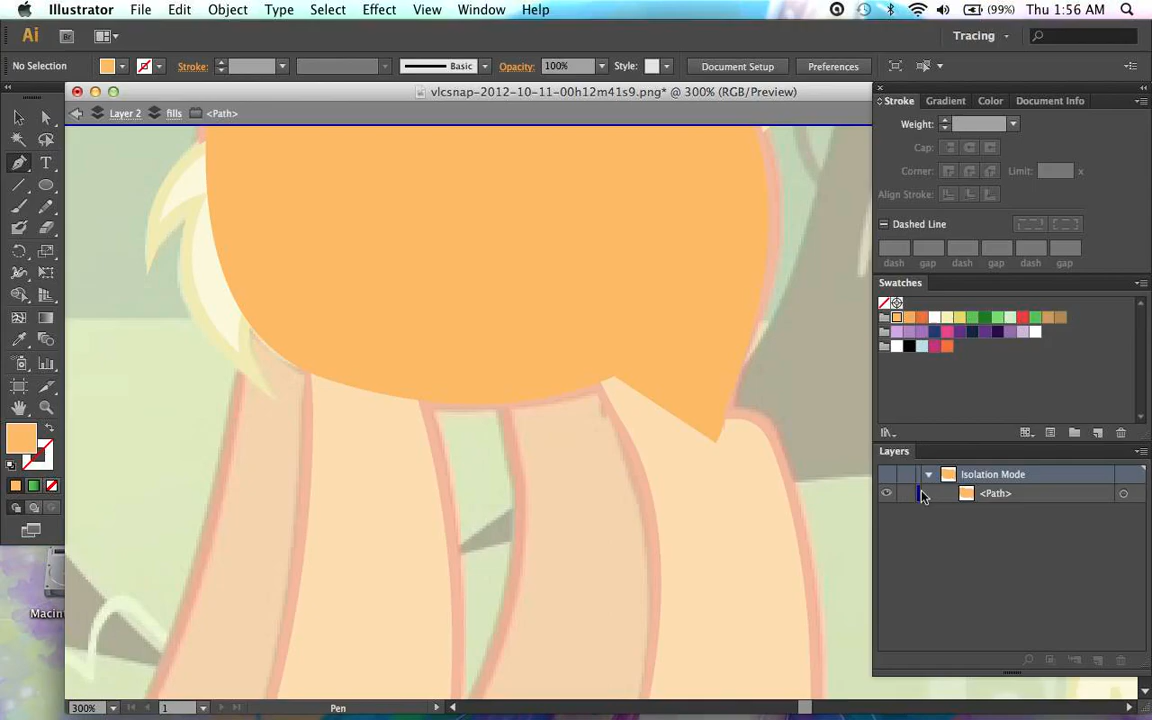 Illustrator File Edit Object Type Select Effect View Window Help (99%) Thu 1:56 AM
Ai Br Tracing
No Selection Stroke: Basic Opacity: 100% Style: Document Setup Preferences
vlcsnap-2012-10-11-00h12m41s9.png* @ 300% (RGB/Preview)
Layer 2 fills <Path>
Stroke Gradient Color Document Info
Weight:
Cap:
Corner: Limit: x
Align Stroke:
Dashed Line
dash gap dash gap dash gap
Swatches
Layers
Isolation Mode
<Path>
T
Macin
300% 1 Pen